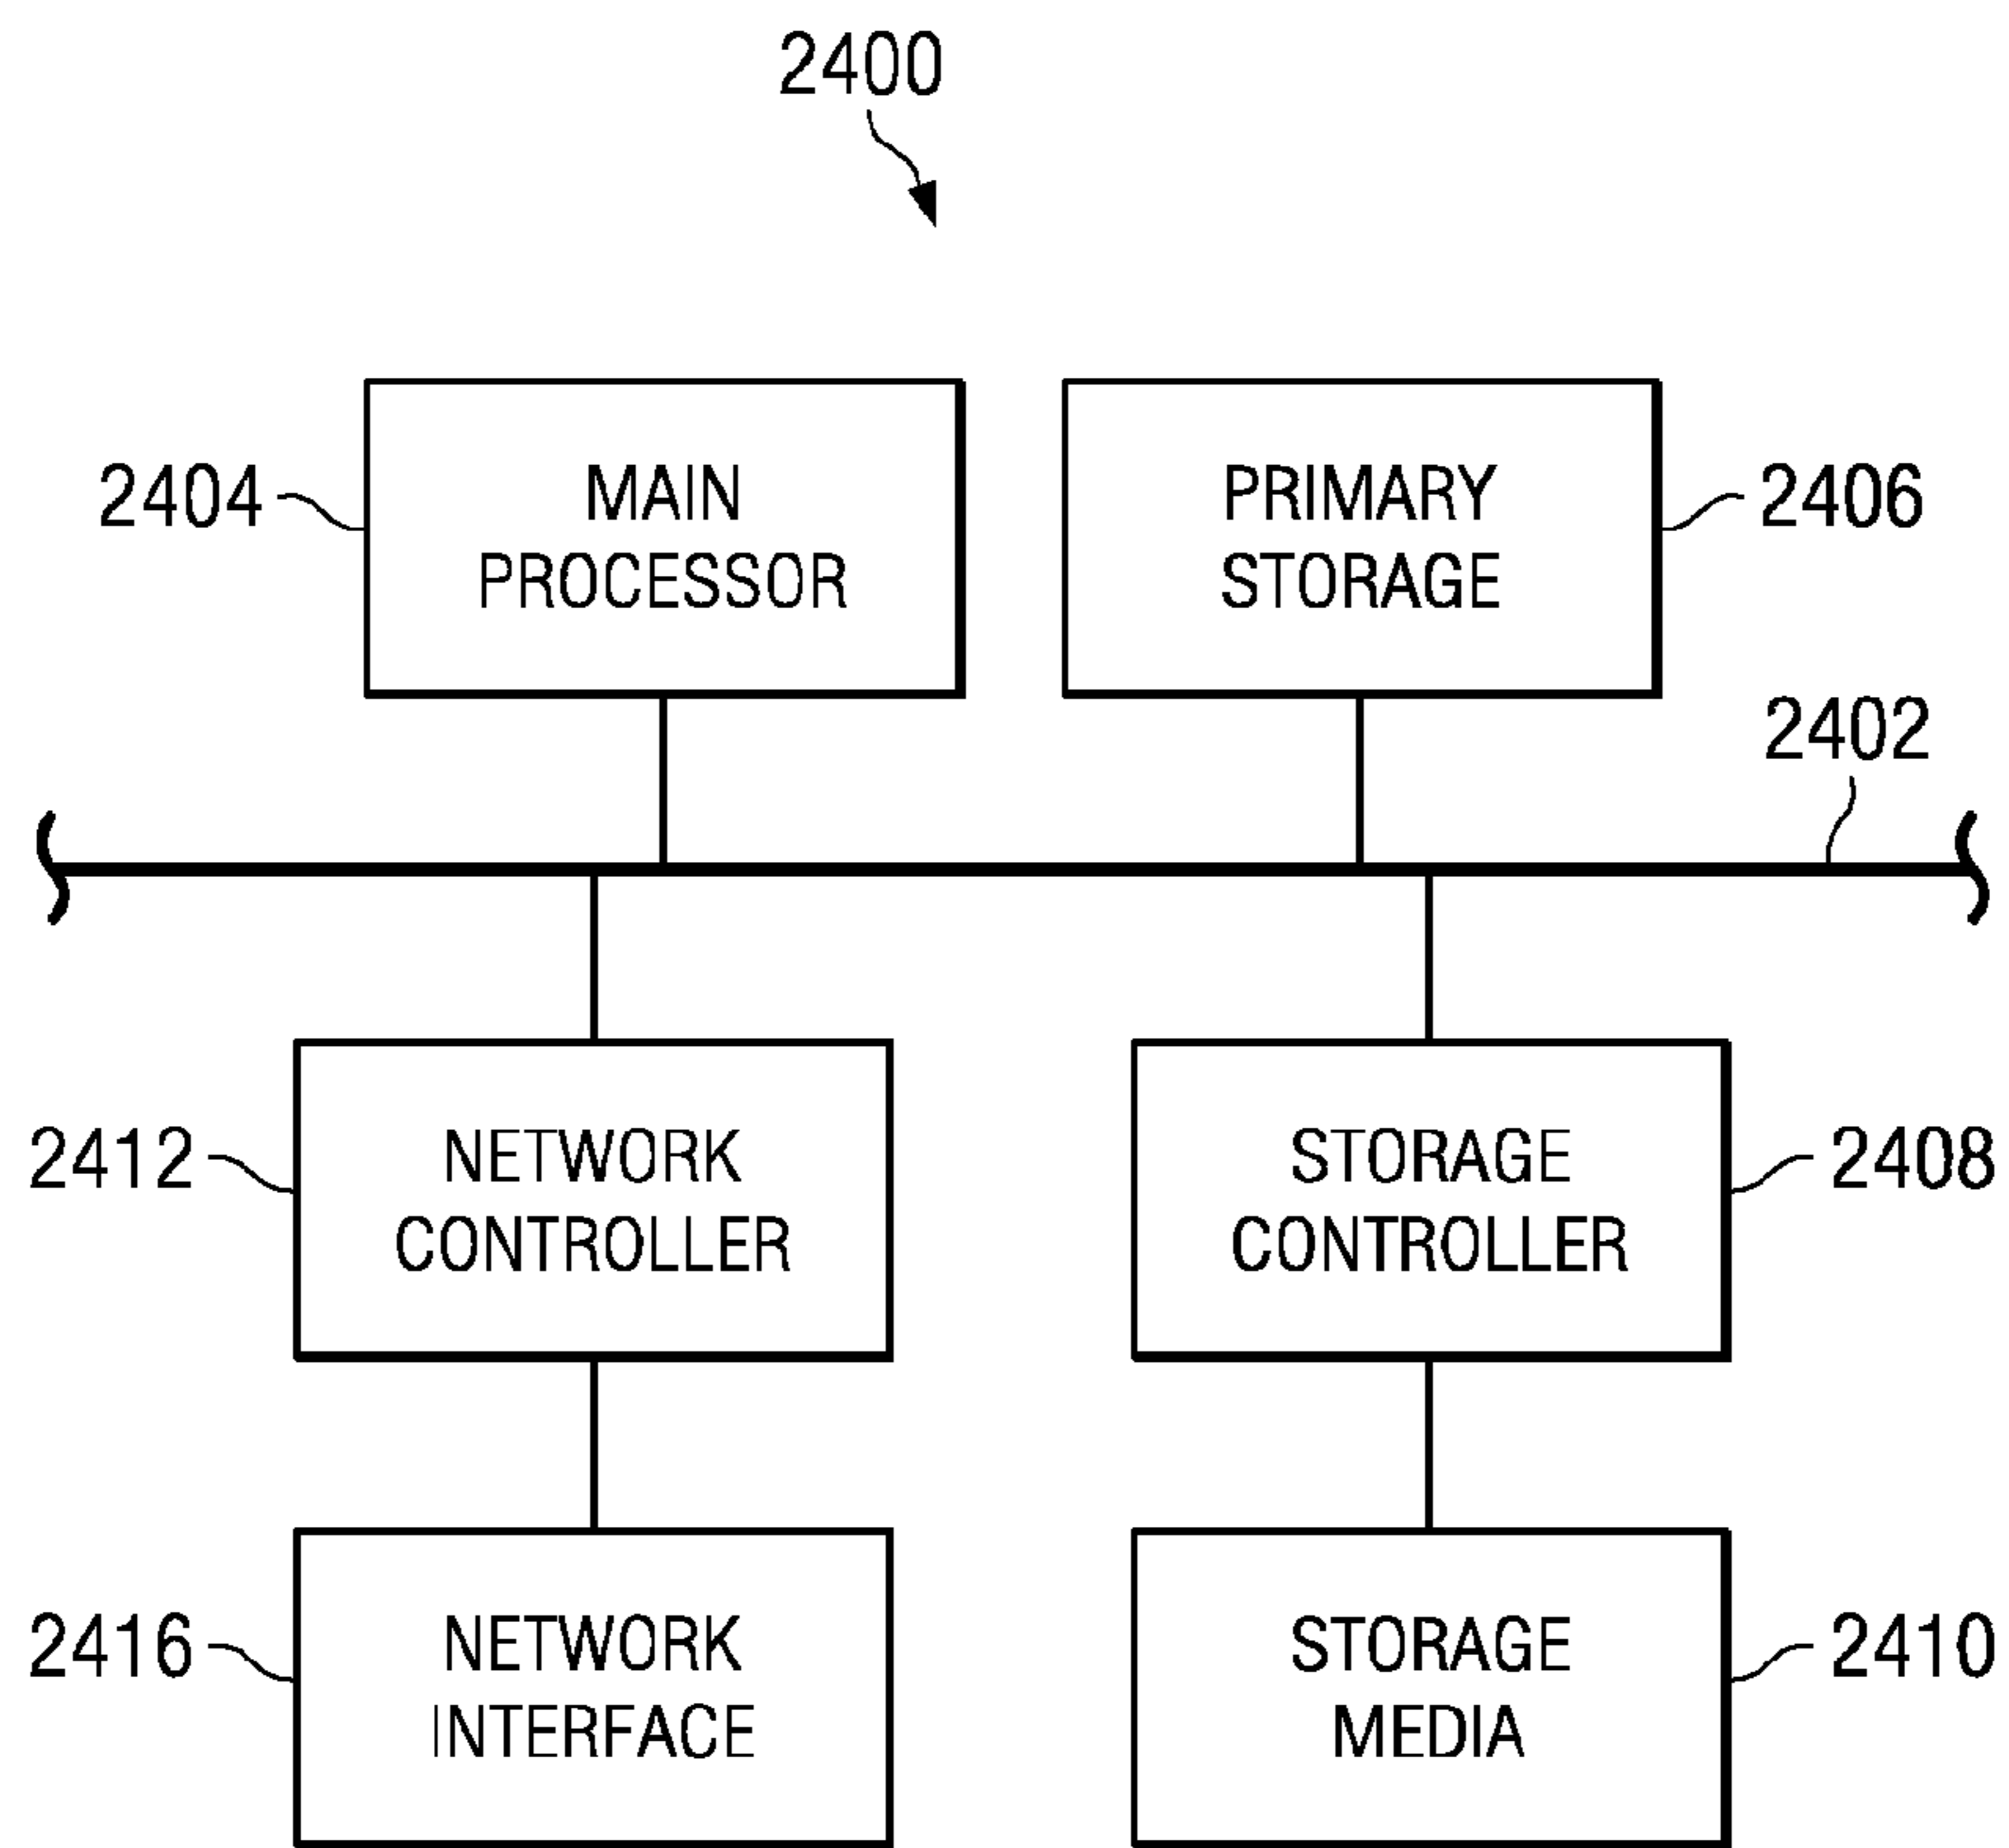 2400
2404
MAIN
PROCESSOR
PRIMARY
STORAGE
2406
2402
2412
NETWORK
CONTROLLER
STORAGE
CONTROLLER
2408
2416
NETWORK
INTERFACE
STORAGE
MEDIA
2410